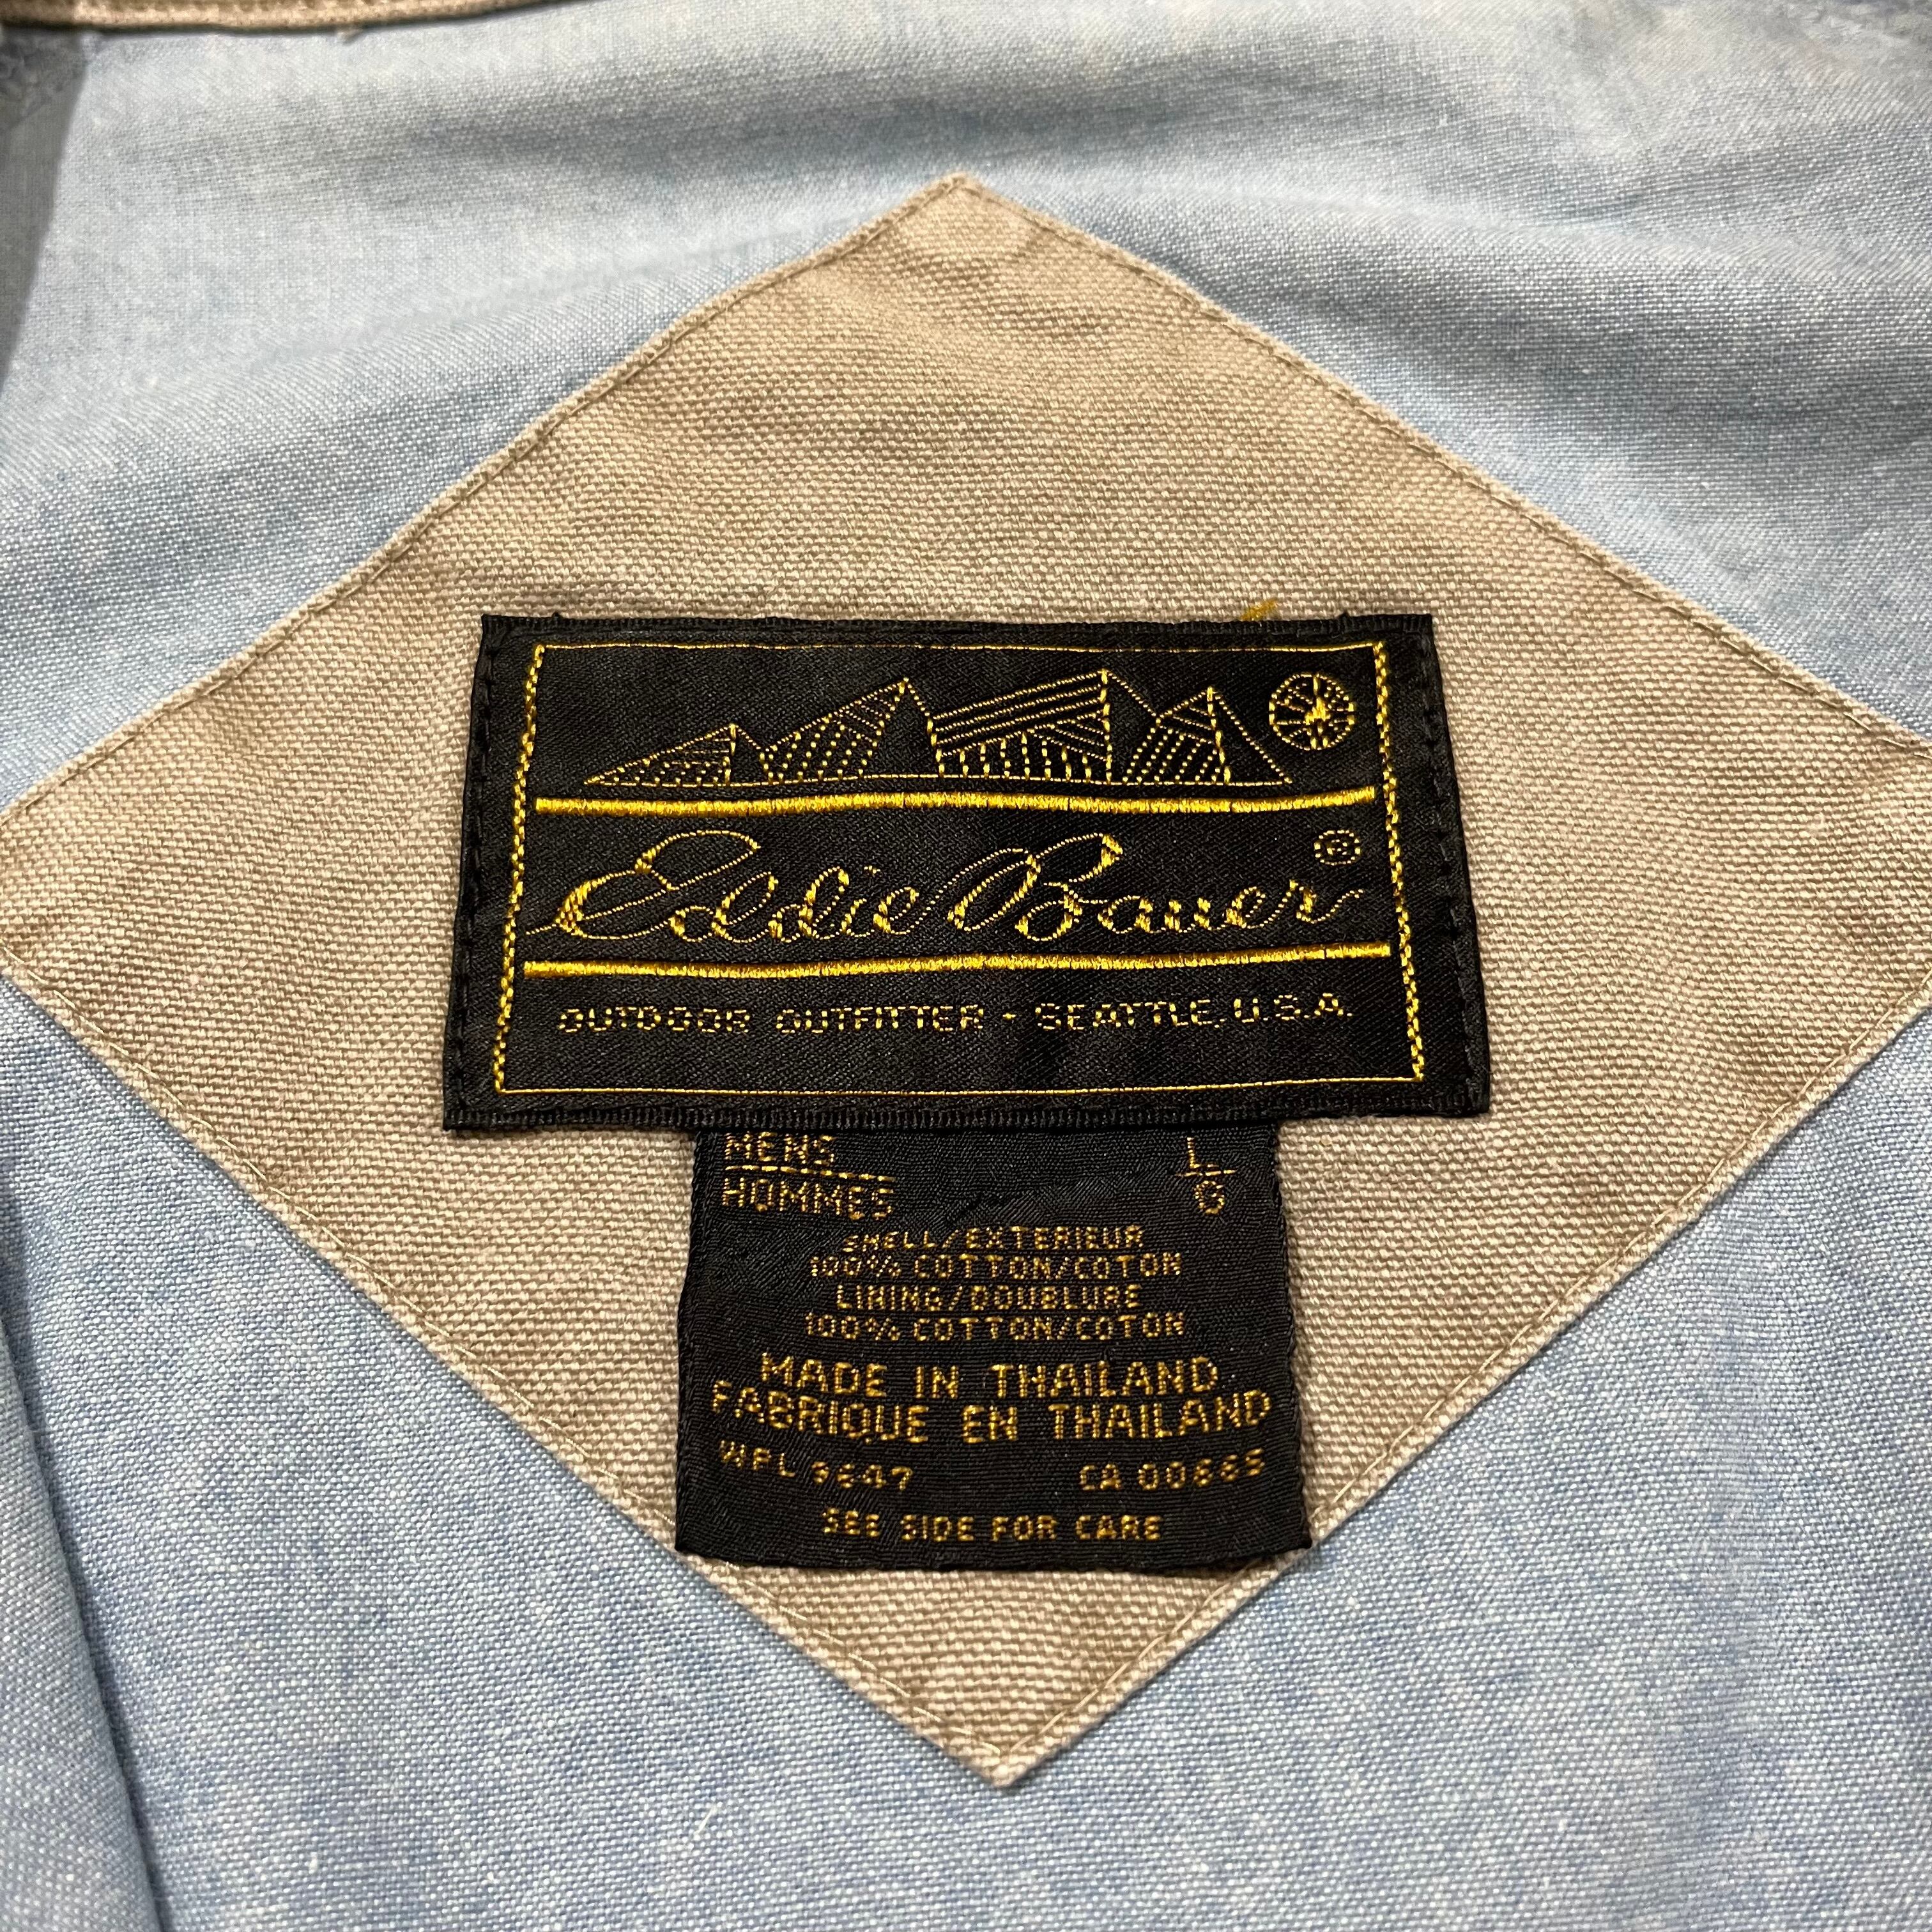 Eddie Bauer ®
OUTDOOR OUTFITTER - SEATTLE, U.S.A.
MENS L
HOMMES G
SHELL/EXTERIEUR
100% COTTON/COTON
LINING/DOUBLURE
100% COTTON/COTON
MADE IN THAILAND
FABRIQUE EN THAILAND
WPL 9647 CA 00665
SEE SIDE FOR CARE